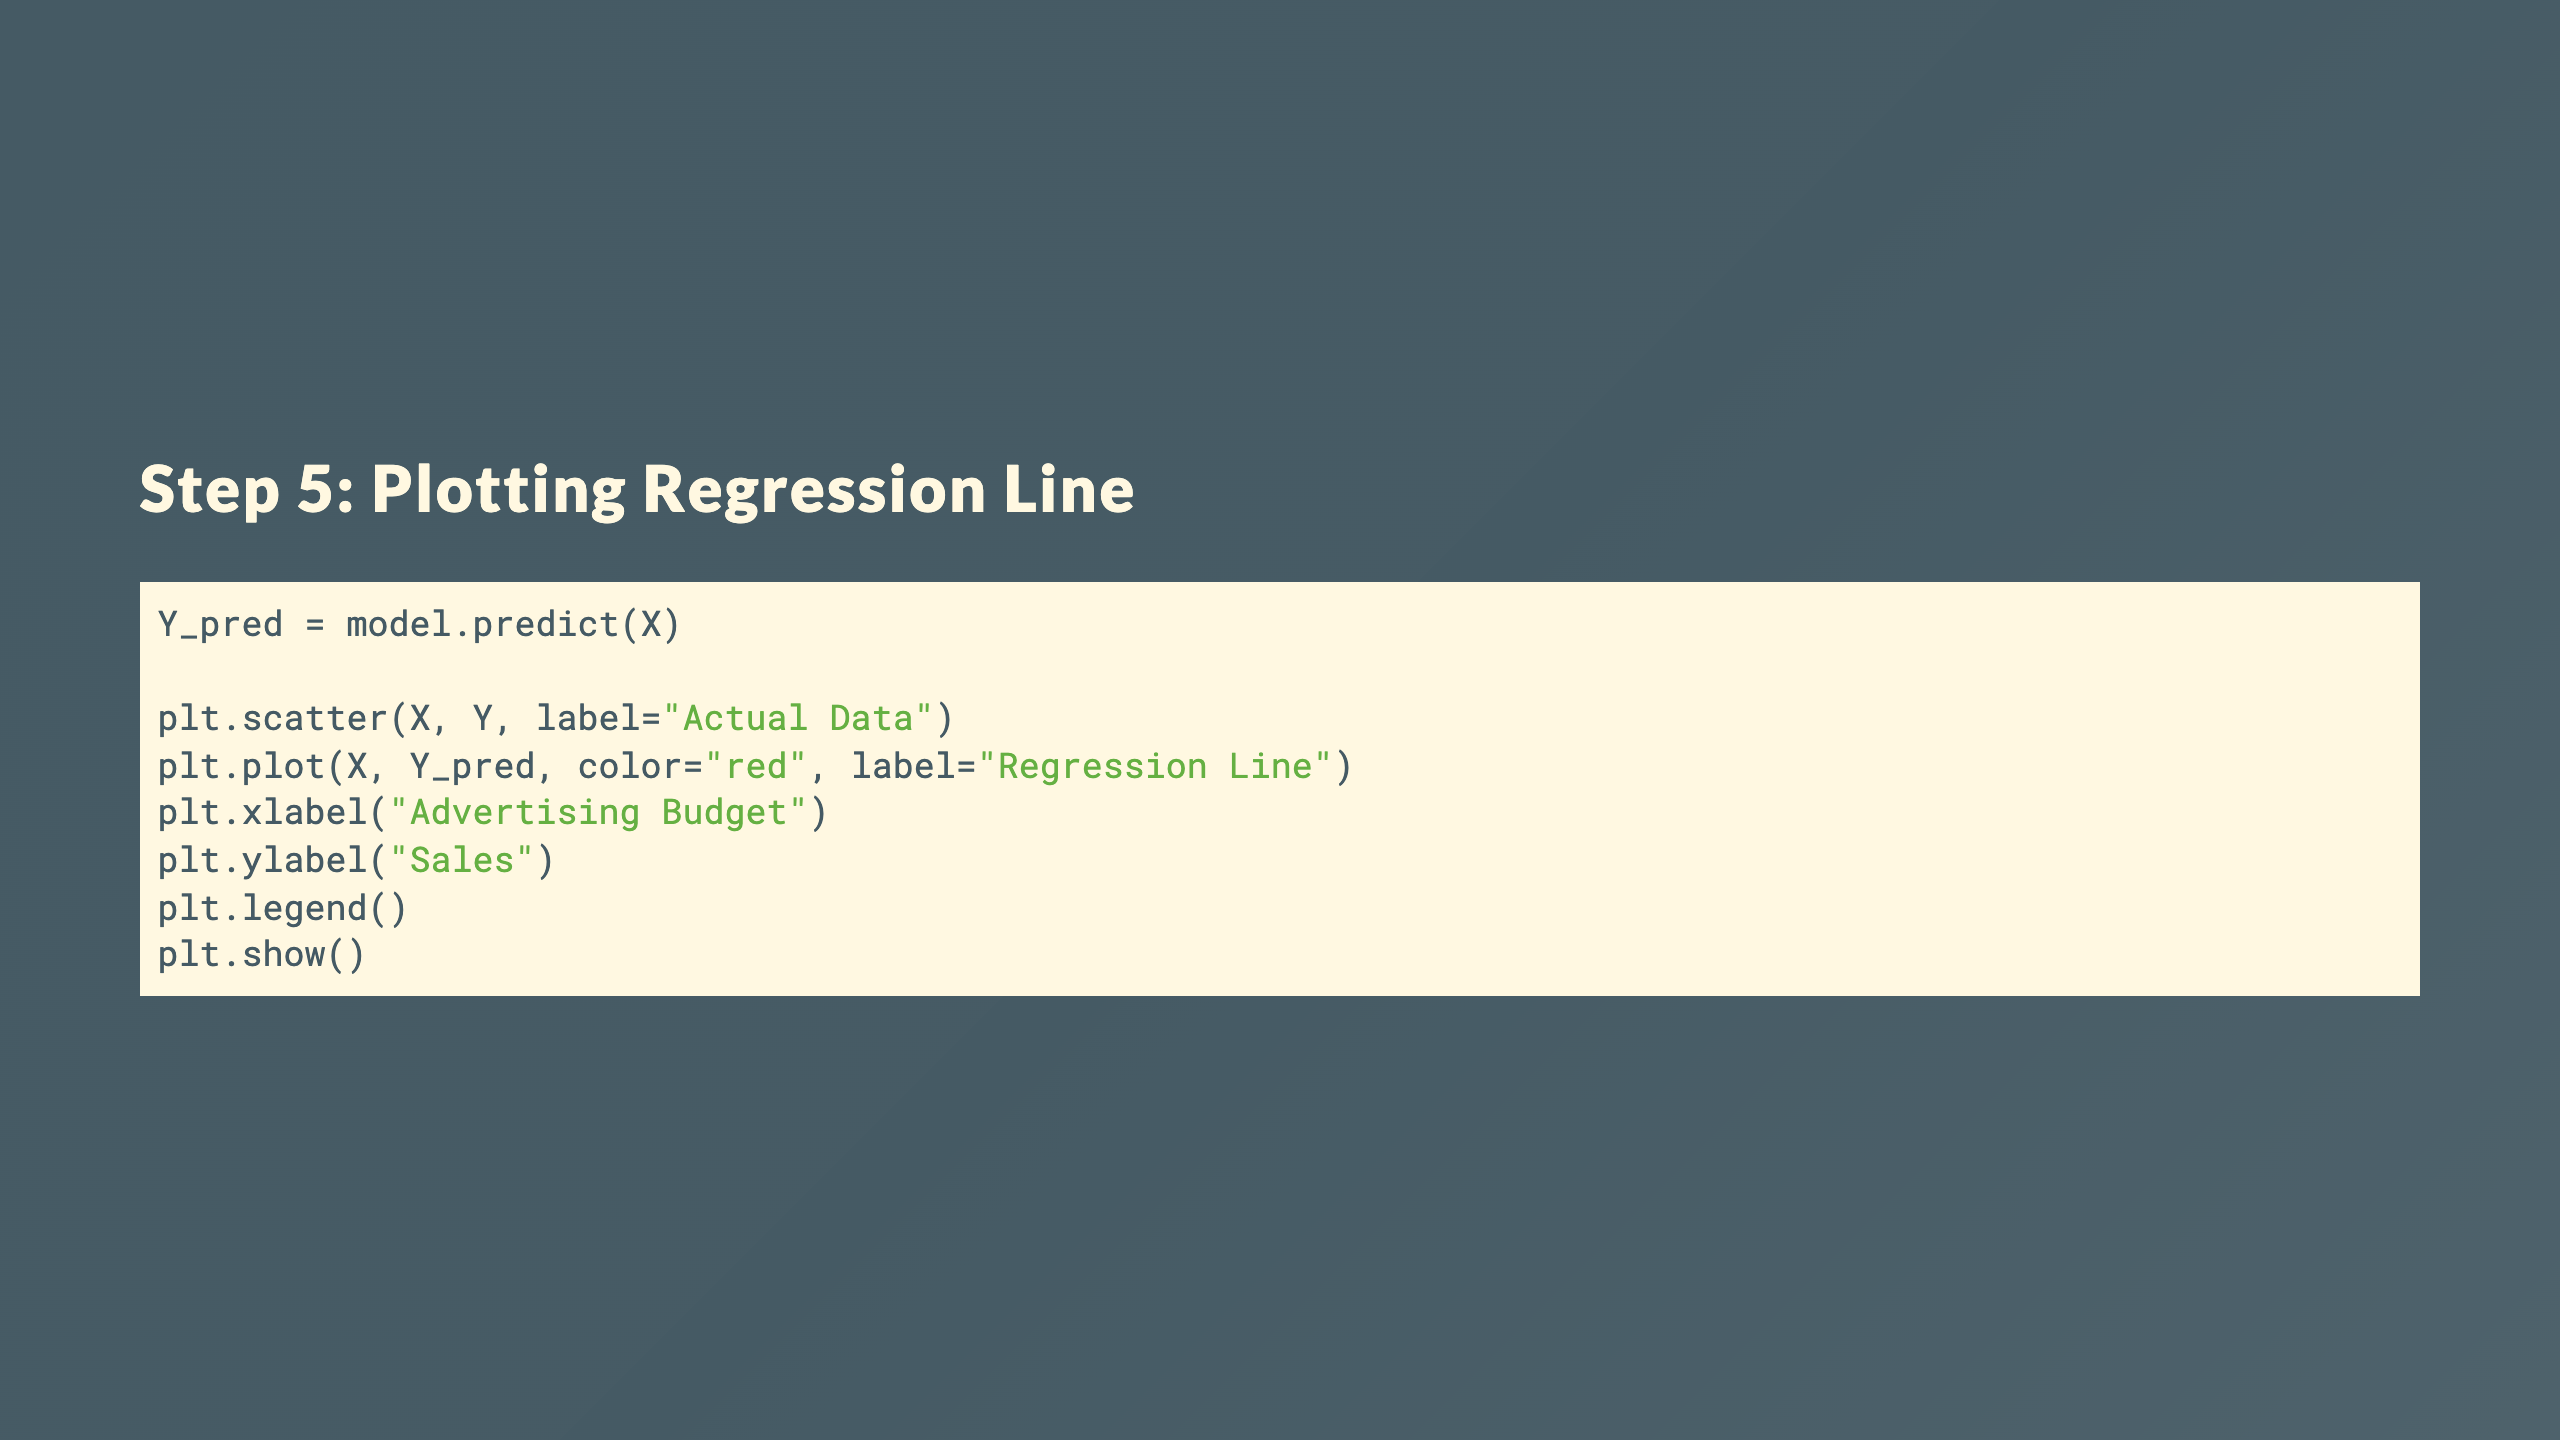 Step 5: Plotting Regression Line
Y_pred = model.predict(X)
plt.scatter(X, Y, label="Actual Data")
plt.plot(X, Y_pred, color="red", label="Regression Line")
plt.xlabel("Advertising Budget")
plt.ylabel("Sales")
plt.legend()
plt.show()